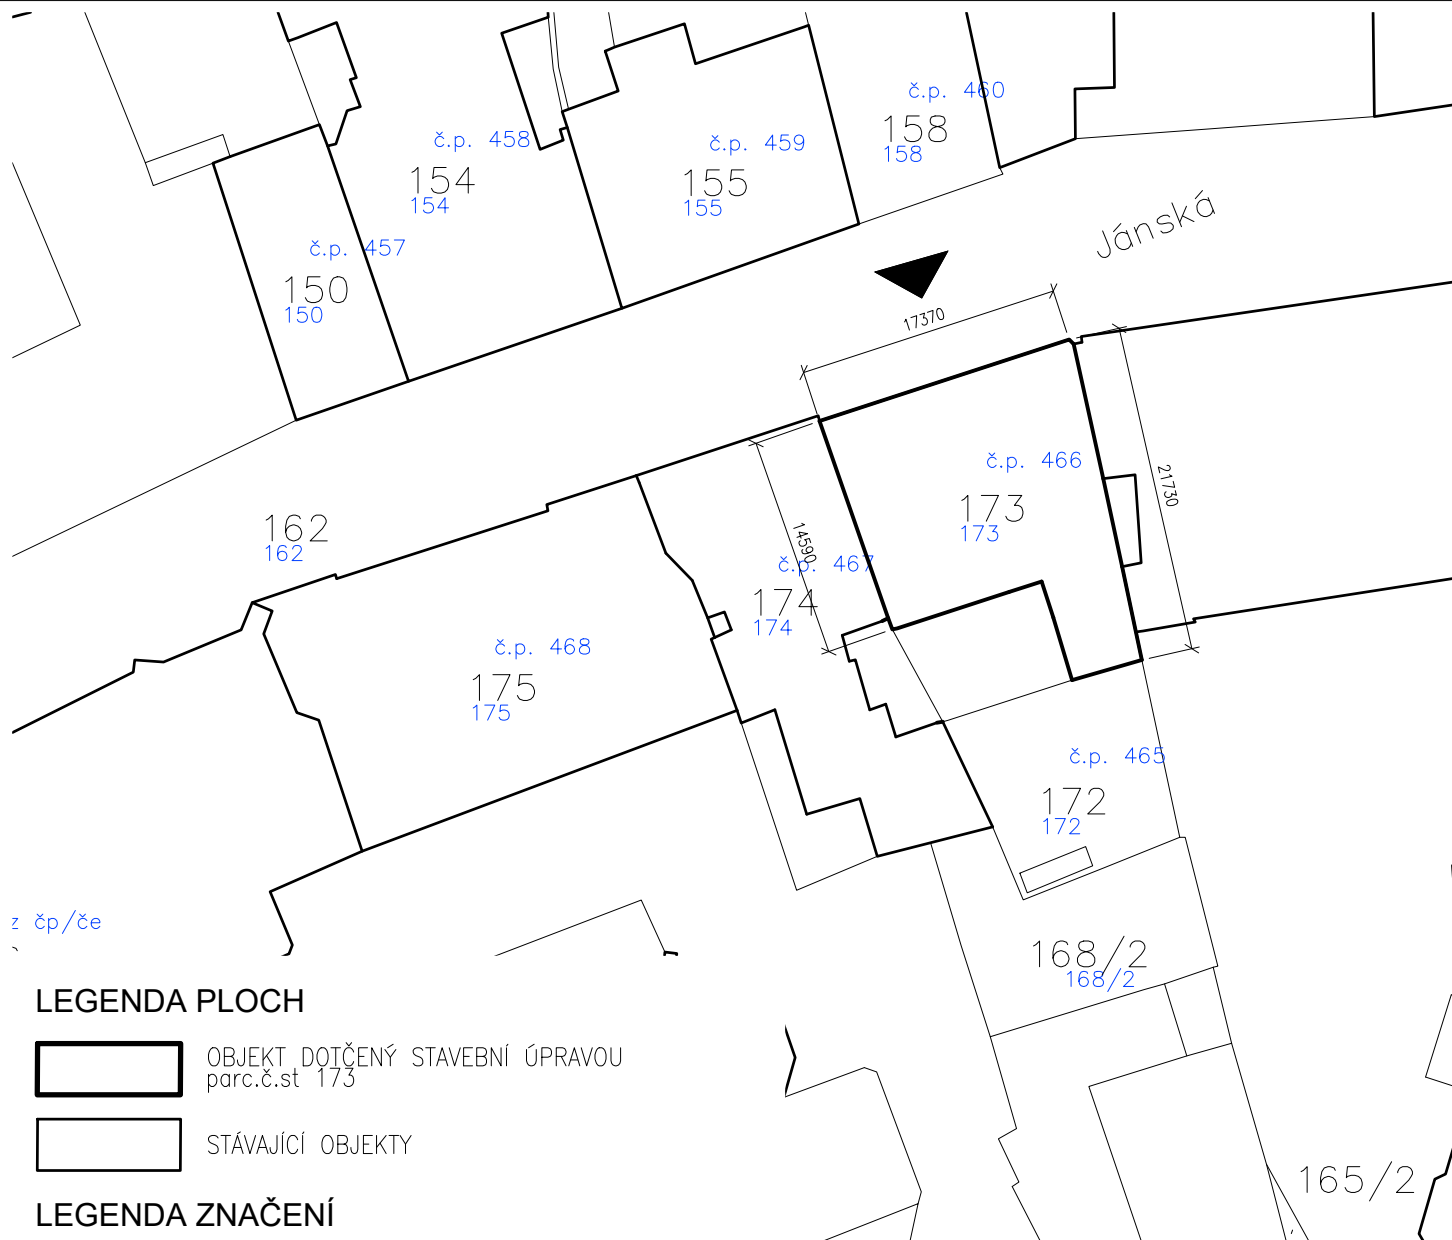 č.p. 460
158
158
č.p. 458
154
154
č.p. 459
155
155
Jánská
č.p. 457
150
150
17370
č.p. 466
173
173
21730
162
162
14590
č.p. 467
174
174
č.p. 468
175
175
č.p. 465
172
172
z čp/če
168/2
168/2
LEGENDA PLOCH
OBJEKT DOTČENÝ STAVEBNÍ ÚPRAVOU
parc.č.st 173
STÁVAJÍCÍ OBJEKTY
165/2
LEGENDA ZNAČENÍ